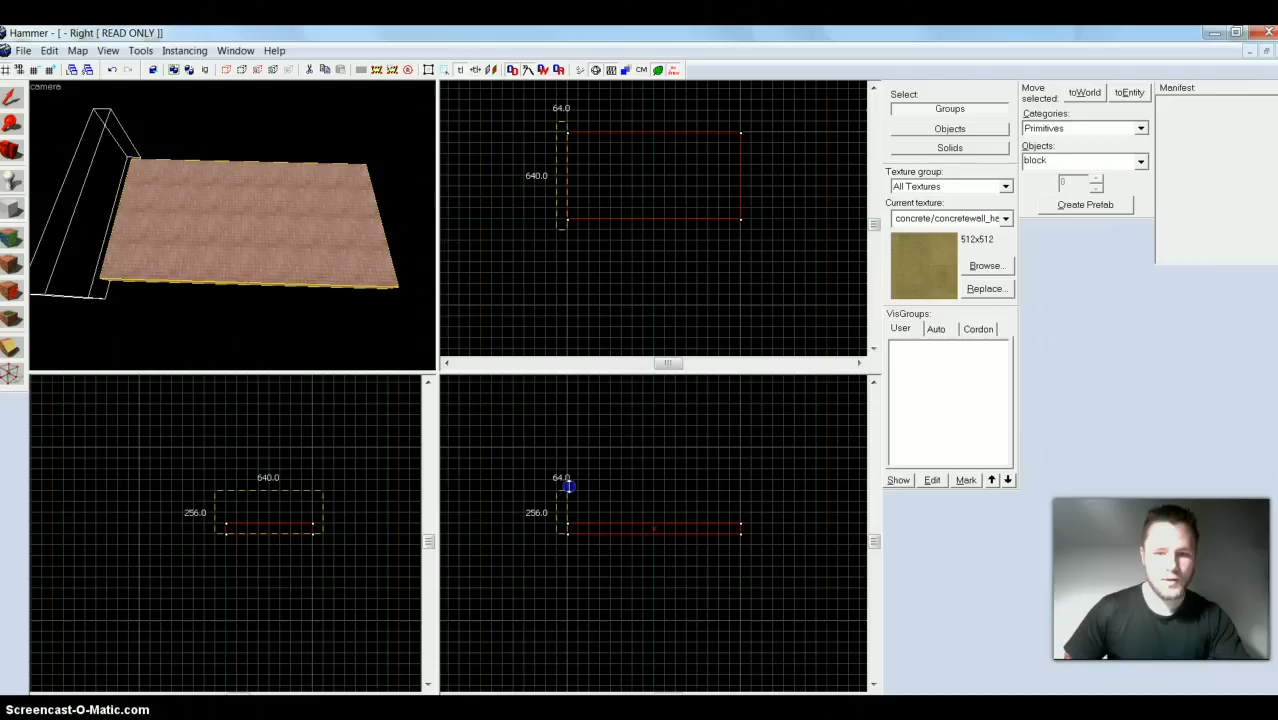 Hammer - [ - Right [ READ ONLY ]]
File Edit Map View Tools Instancing Window Help
camera
64.0
640.0
640.0
256.0
64.0
256.0
Select:
Groups
Objects
Solids
Texture group:
All Textures
Current texture:
concrete/concretewall_he
512x512
Browse...
Replace...
VisGroups:
User Auto Cordon
Show Edit Mark
Move
selected:
toWorld toEntity
Categories:
Primitives
Objects:
block
0
Create Prefab
Manifest:
Screencast-O-Matic.com